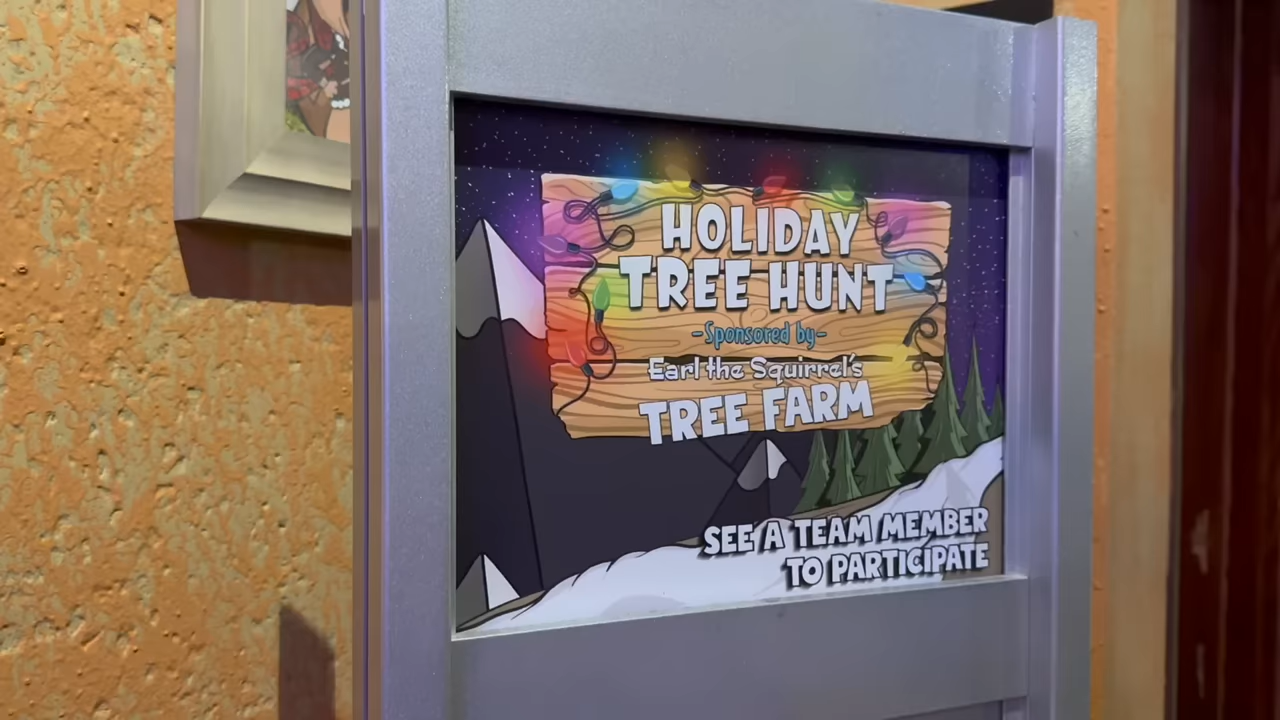 HOLIDAY
TREE HUNT
-Sponsored by-
Earl the Squirrel's
TREE FARM
SEE A TEAM MEMBER
TO PARTICIPATE